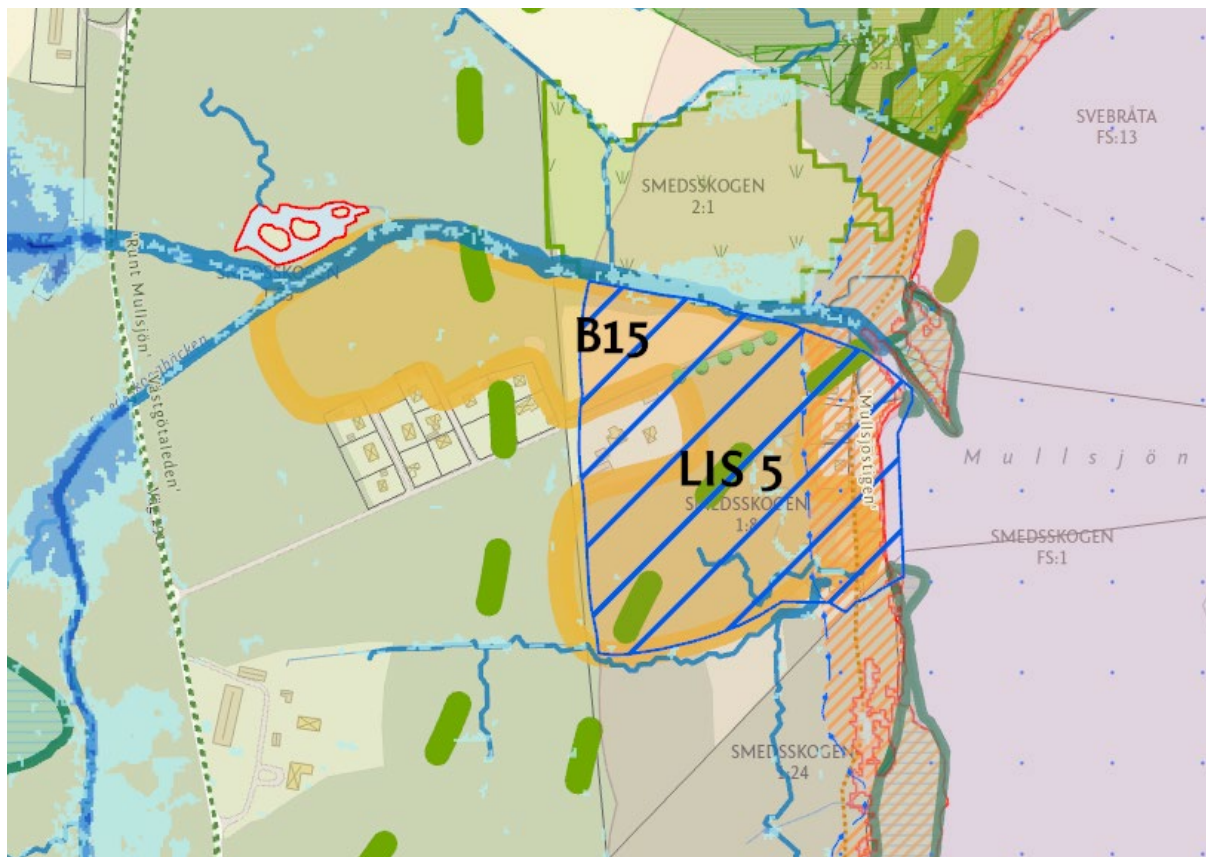 SVEBRÅTA
FS:13
SMEDSSKOGEN
2:1
'Runt Mullsjön'
'Västgötaleden'
B15
LIS 5
'Mullsjöstigen'
SMEDSSKOGEN
1:8
Mullsjön
SMEDSSKOGEN
FS:1
SMEDSSKOGEN
1:24